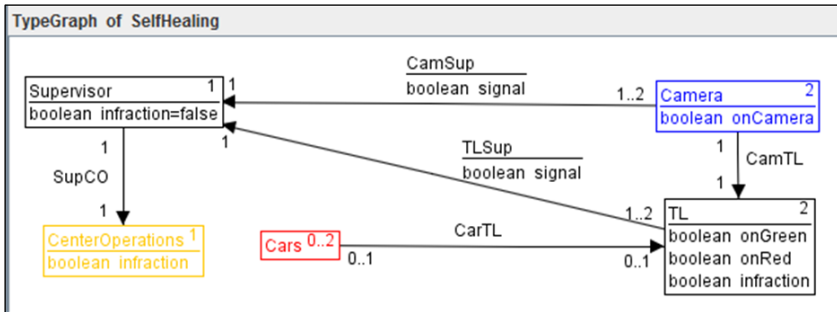 TypeGraph of SelfHealing
CamSup
boolean signal
Supervisor 1
boolean infraction=false
1
1..2
Camera 2
boolean onCamera
1
SupCO
1
1
TLSup
boolean signal
1
CamTL
1
1..2
TL 2
boolean onGreen
boolean onRed
boolean infraction
CenterOperations 1
boolean infraction
Cars 0..2
0..1
CarTL
0..1